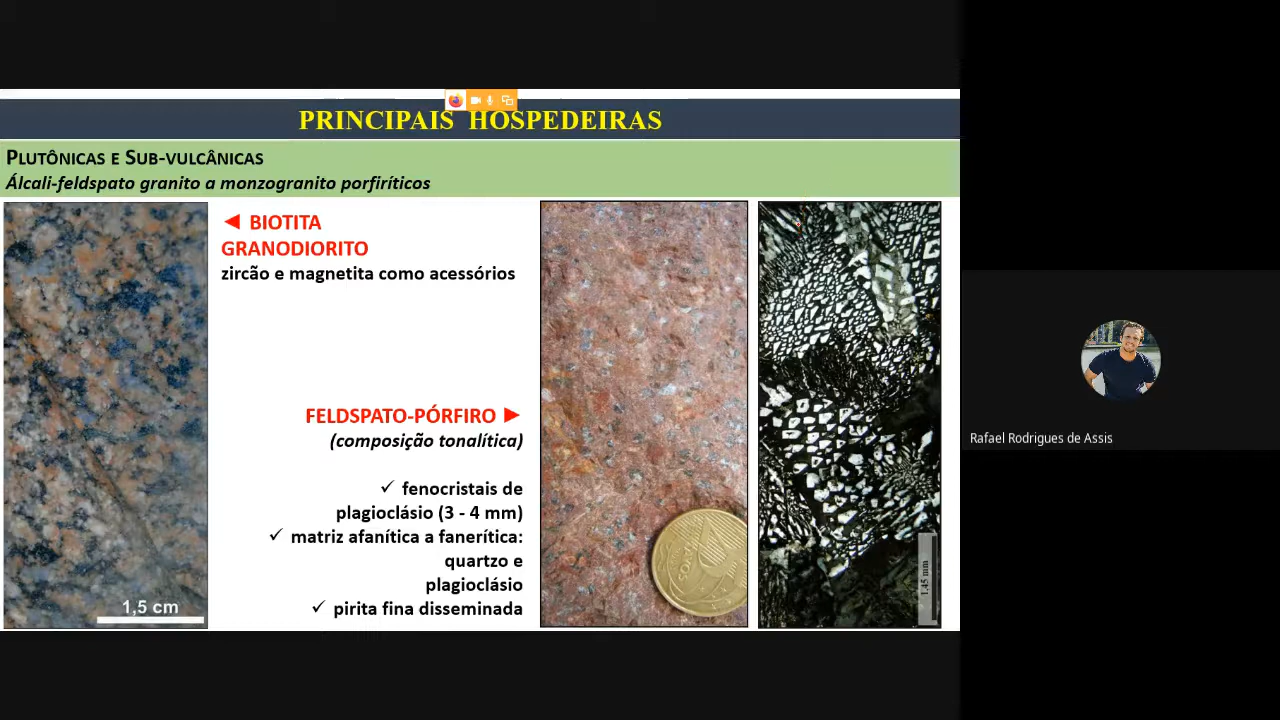 PRINCIPAIS HOSPEDEIRAS
PLUTÔNICAS E SUB-VULCÂNICAS
Álcali-feldspato granito a monzogranito porfiríticos
◄ BIOTITA
GRANODIORITO
zircão e magnetita como acessórios
FELDSPATO-PÓRFIRO ►
(composição tonalítica)
✓ fenocristais de
plagioclásio (3 - 4 mm)
✓ matriz afanítica a fanerítica:
quartzo e
plagioclásio
✓ pirita fina disseminada
1,5 cm
1.45 mm
Rafael Rodrigues de Assis